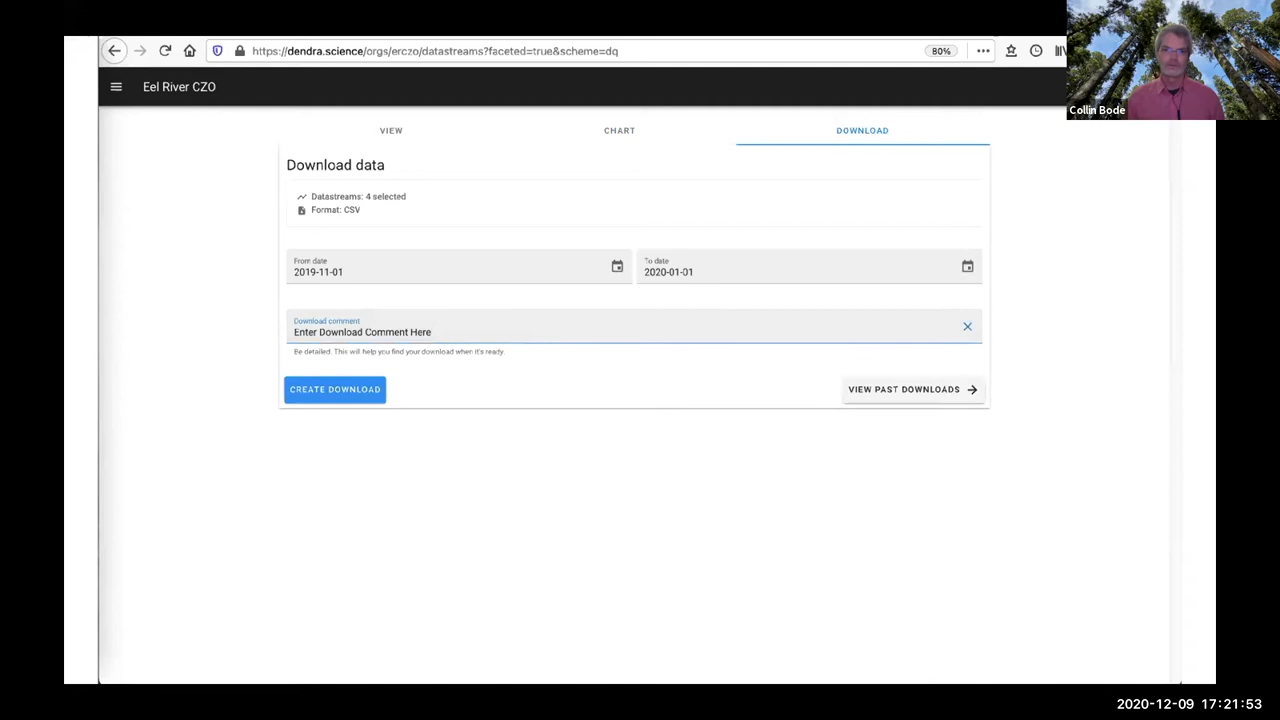 https://dendra.science/orgs/erczo/datastreams?faceted=true&scheme=dq
80%
Collin Bode
Eel River CZO
VIEW
CHART
DOWNLOAD
Download data
Datastreams: 4 selected
Format: CSV
From date
2019-11-01
To date
2020-01-01
Download comment
Enter Download Comment Here
Be detailed. This will help you find your download when it's ready.
CREATE DOWNLOAD
VIEW PAST DOWNLOADS
2020-12-09 17:21:53